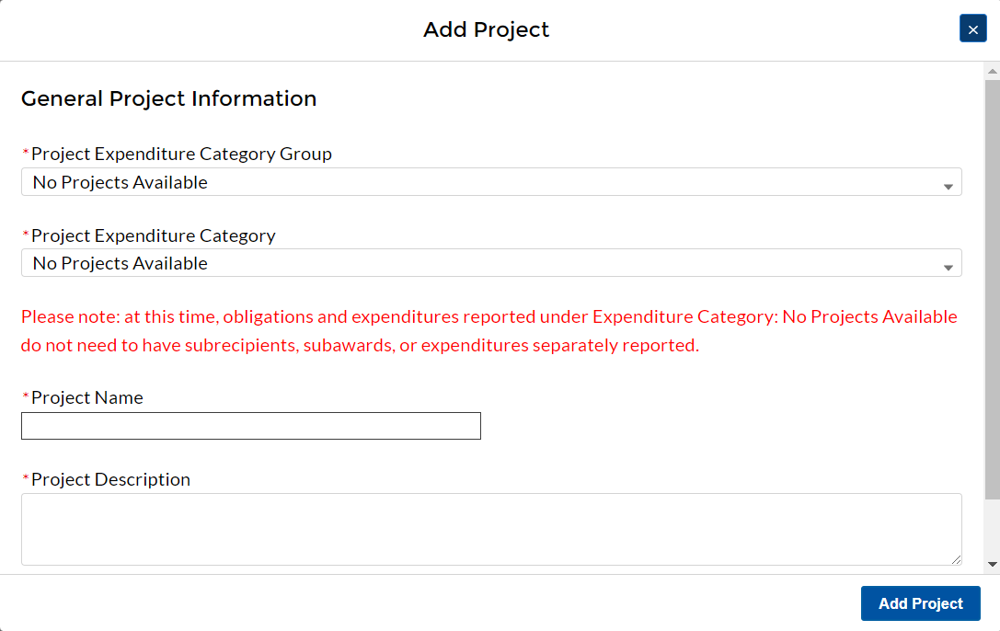 Add Project
×
General Project Information
*Project Expenditure Category Group
No Projects Available
*Project Expenditure Category
No Projects Available
Please note: at this time, obligations and expenditures reported under Expenditure Category: No Projects Available
do not need to have subrecipients, subawards, or expenditures separately reported.
*Project Name
*Project Description
Add Project